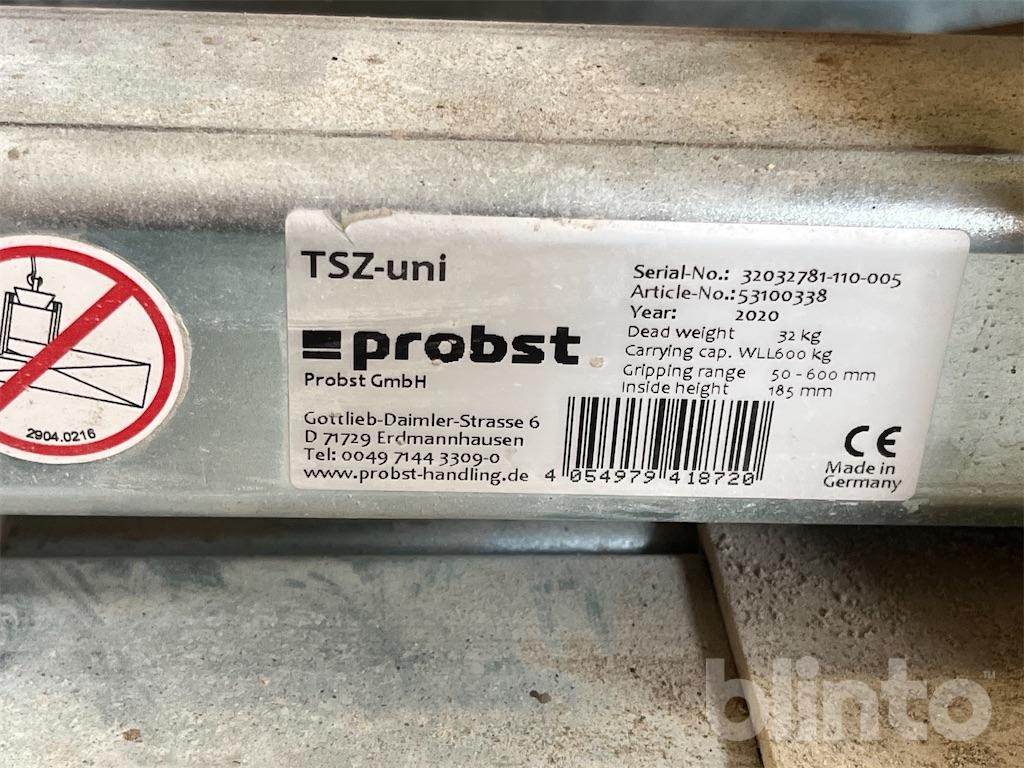 TSZ-uni
probst
Probst GmbH
Gottlieb-Daimler-Strasse 6
D 71729 Erdmannhausen
Tel: 0049 7144 3309-0
www.probst-handling.de
Serial-No.: 32032781-110-005
Article-No.: 53100338
Year: 2020
Dead weight 32 kg
Carrying cap. WLL600 kg
Gripping range 50 - 600 mm
Inside height 185 mm
4 054979 418720
CE
Made in
Germany
2904.0216
blinto™